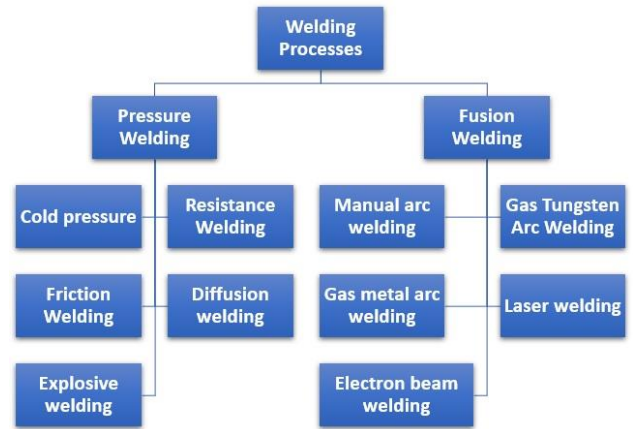 Welding
Processes
Pressure
Welding
Fusion
Welding
Cold pressure
Resistance
Welding
Manual arc
welding
Gas Tungsten
Arc Welding
Friction
Welding
Diffusion
welding
Gas metal arc
welding
Laser welding
Explosive
welding
Electron beam
welding